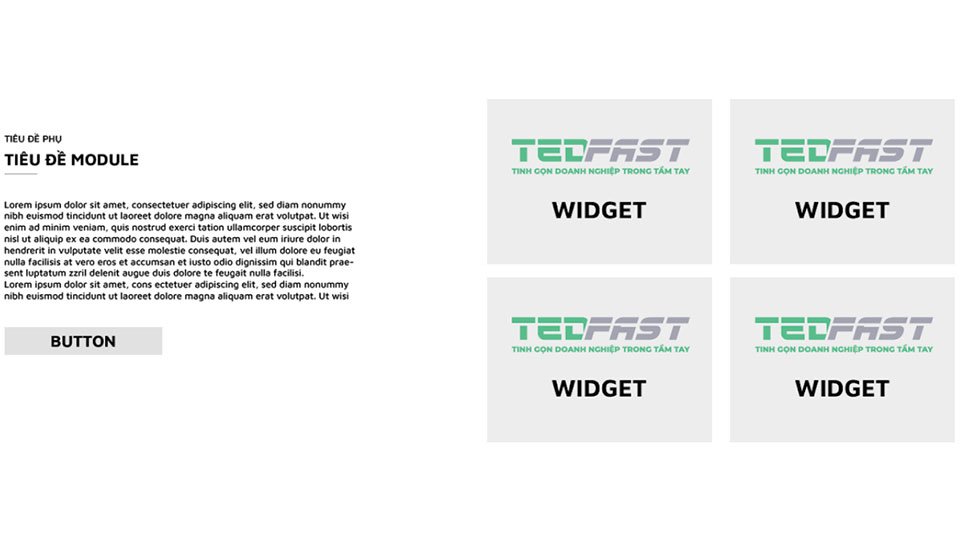 TIÊU ĐỀ PHỤ
TIÊU ĐỀ MODULE
Lorem ipsum dolor sit amet, consectetuer adipiscing elit, sed diam nonummy
nibh euismod tincidunt ut laoreet dolore magna aliquam erat volutpat. Ut wisi
enim ad minim veniam, quis nostrud exerci tation ullamcorper suscipit lobortis
nisl ut aliquip ex ea commodo consequat. Duis autem vel eum iriure dolor in
hendrerit in vulputate velit esse molestie consequat, vel illum dolore eu feugiat
nulla facilisis at vero eros et accumsan et iusto odio dignissim qui blandit prae-
sent luptatum zzril delenit augue duis dolore te feugait nulla facilisi.
Lorem ipsum dolor sit amet, cons ectetuer adipiscing elit, sed diam nonummy
nibh euismod tincidunt ut laoreet dolore magna aliquam erat volutpat. Ut wisi
BUTTON
TEDFAST
TINH GỌN DOANH NGHIỆP TRONG TẦM TAY
WIDGET
TEDFAST
TINH GỌN DOANH NGHIỆP TRONG TẦM TAY
WIDGET
TEDFAST
TINH GỌN DOANH NGHIỆP TRONG TẦM TAY
WIDGET
TEDFAST
TINH GỌN DOANH NGHIỆP TRONG TẦM TAY
WIDGET